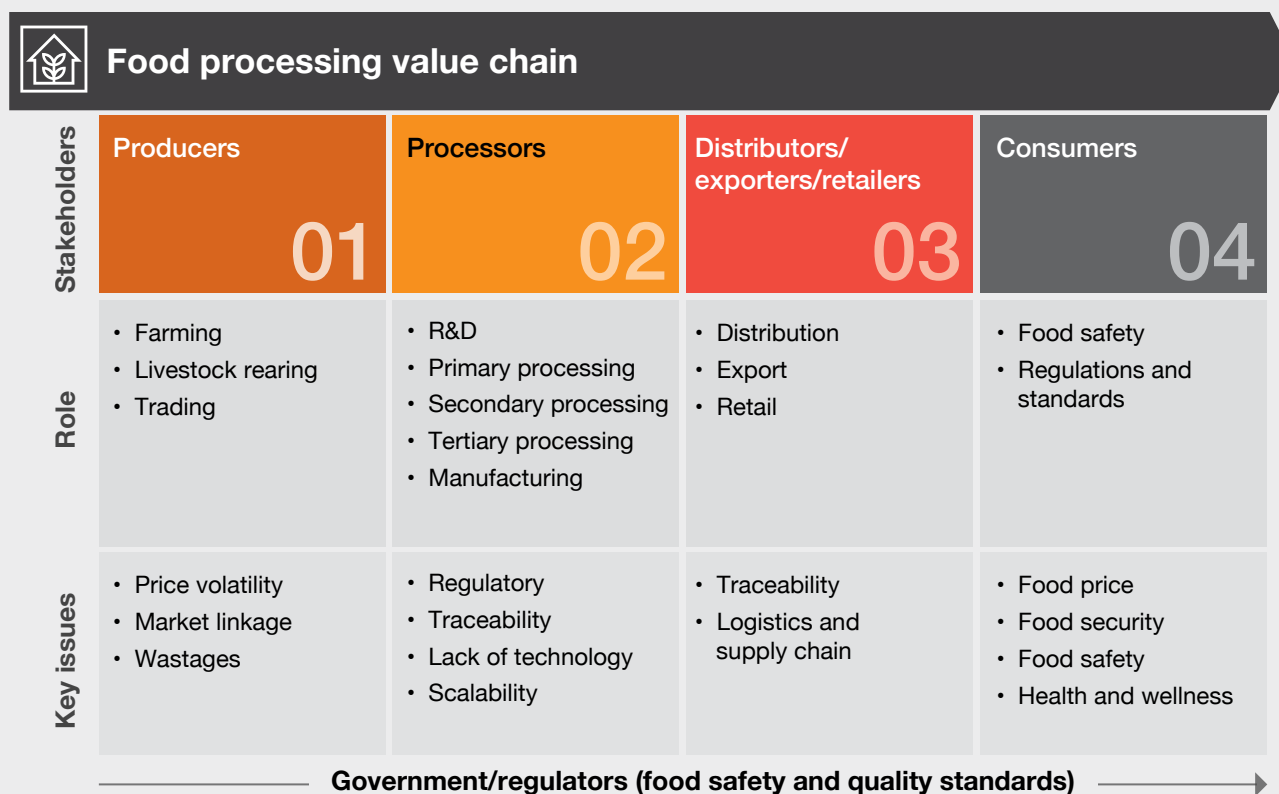 Food processing value chain
Stakeholders
Producers
01
Processors
02
Distributors/
exporters/retailers
03
Consumers
04
Role
• Farming
• Livestock rearing
• Trading
• R&D
• Primary processing
• Secondary processing
• Tertiary processing
• Manufacturing
• Distribution
• Export
• Retail
• Food safety
• Regulations and
standards
Key issues
• Price volatility
• Market linkage
• Wastages
• Regulatory
• Traceability
• Lack of technology
• Scalability
• Traceability
• Logistics and
supply chain
• Food price
• Food security
• Food safety
• Health and wellness
Government/regulators (food safety and quality standards)